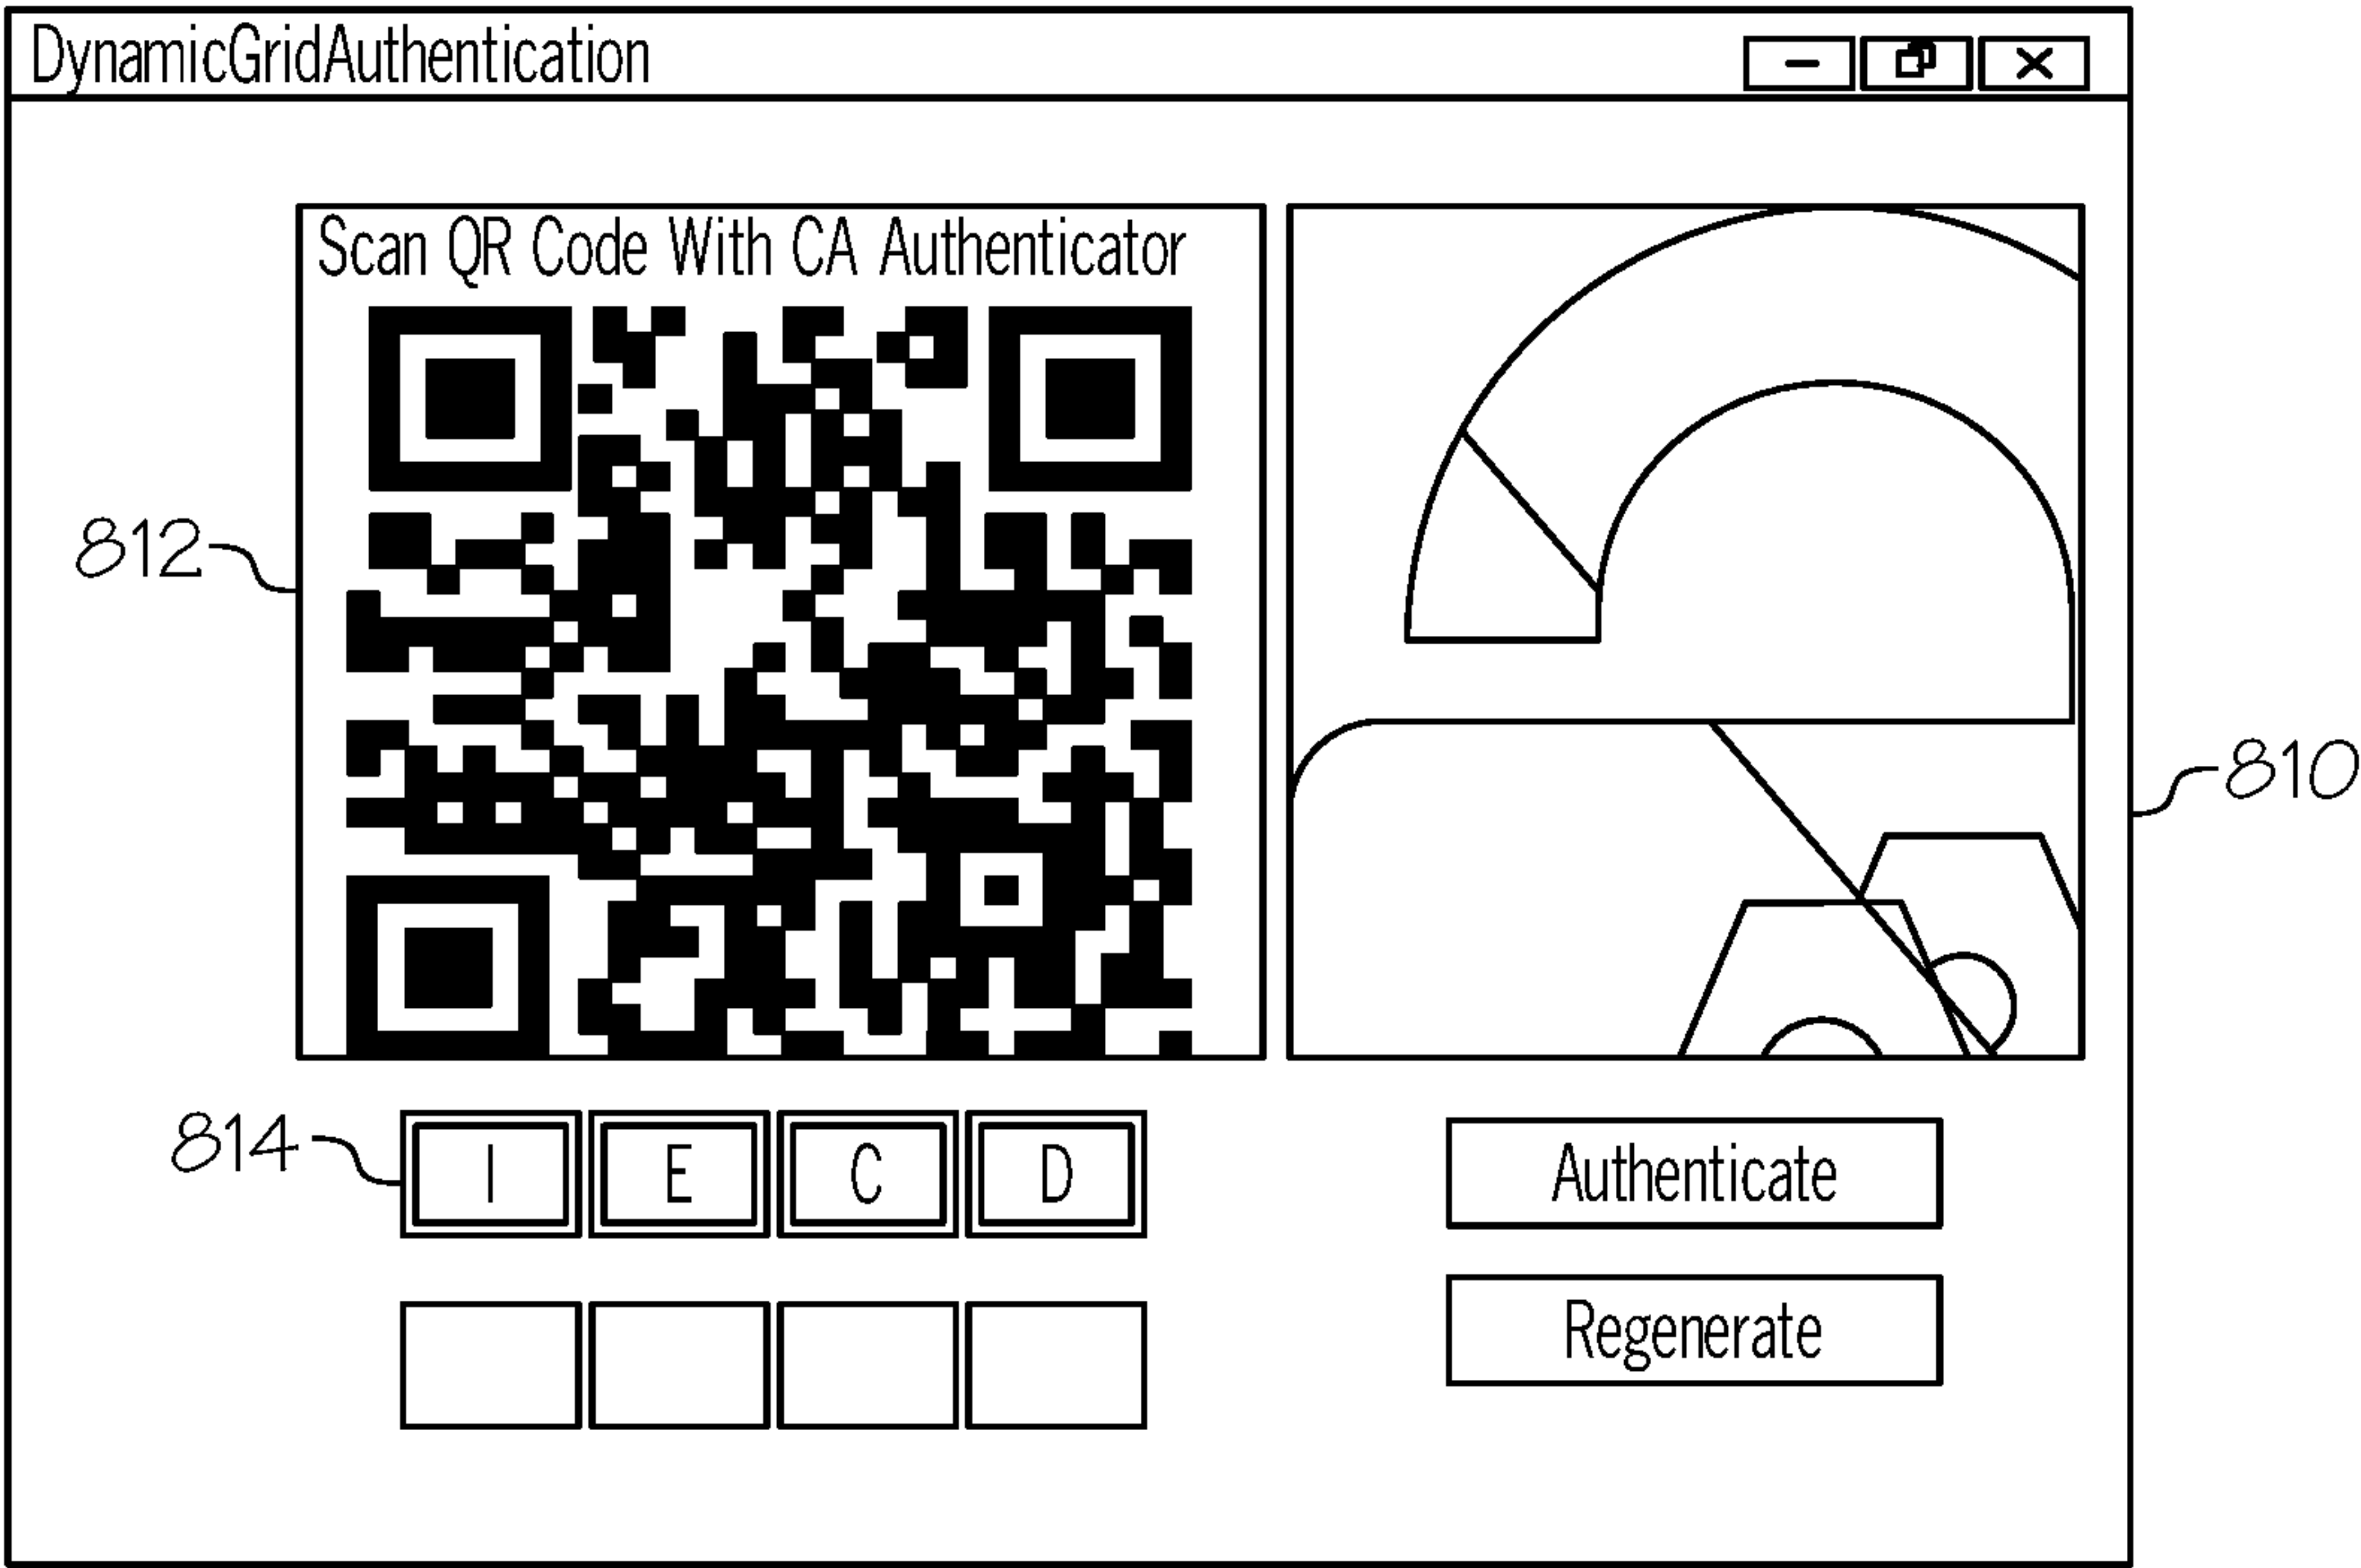 DynamicGridAuthentication
Scan QR Code With CA Authenticator
812
810
814
I E C D
Authenticate
Regenerate